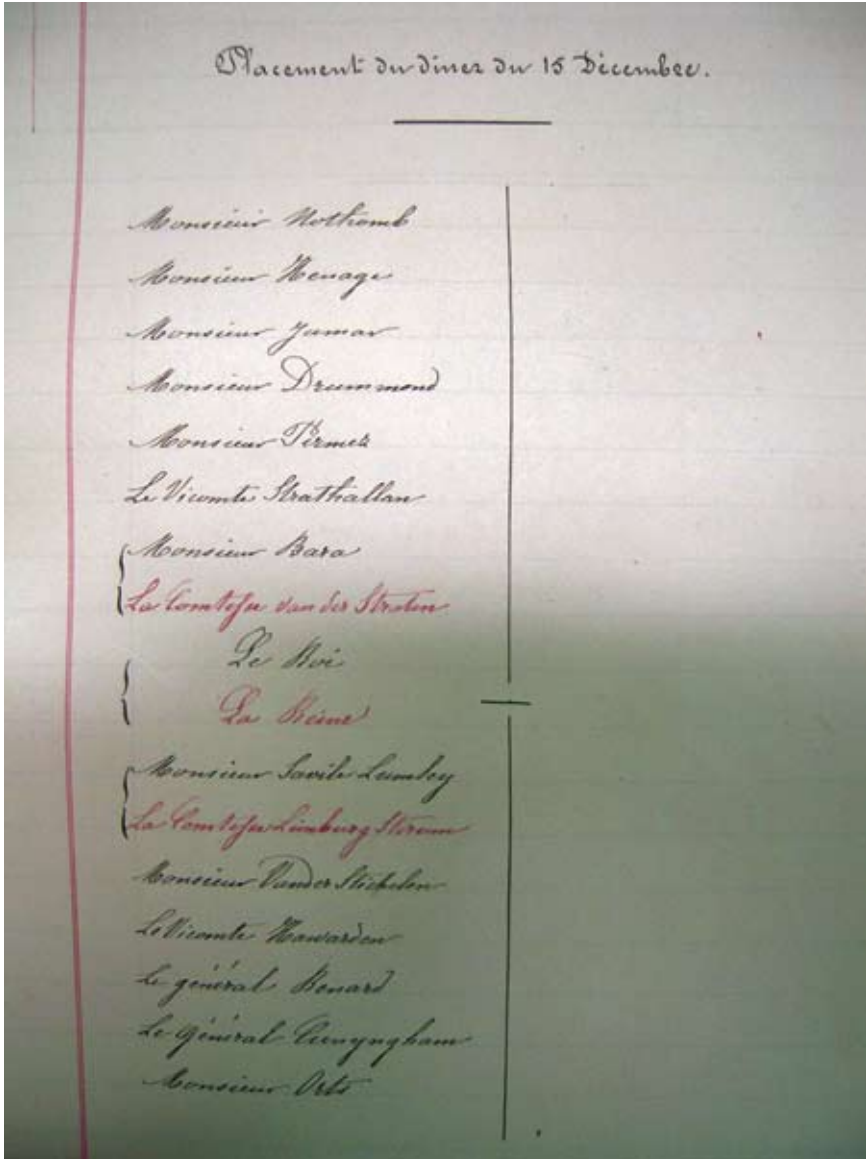 Placement du diner du 15 Décembre.
Monsieur Nothomb
Monsieur Henage
Monsieur Jamar
Monsieur Drummond
Monsieur Pirmez
Le Vicomte Strathallan
Monsieur Bara
La Comtesse van der Straten
Le Roi
La Reine
Monsieur Savile Lumley
La Comtesse Limburg Stirum
Monsieur Vander Stichelen
Le Vicomte Hawarden
Le général Renard
Le général Cunyngham
Monsieur Orts